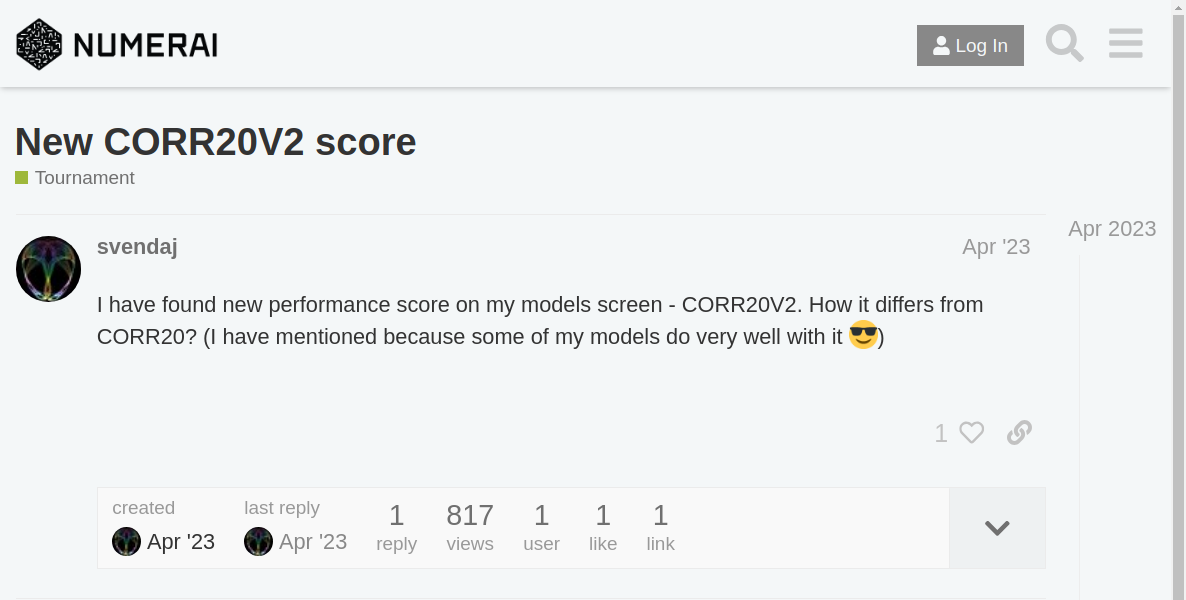 NUMERAI
Log In
New CORR20V2 score
Tournament
Apr 2023
svendaj
Apr '23
I have found new performance score on my models screen - CORR20V2. How it differs from
CORR20? (I have mentioned because some of my models do very well with it 😎)
1
created
last reply
1
817
1
1
1
Apr '23
Apr '23
reply
views
user
like
link